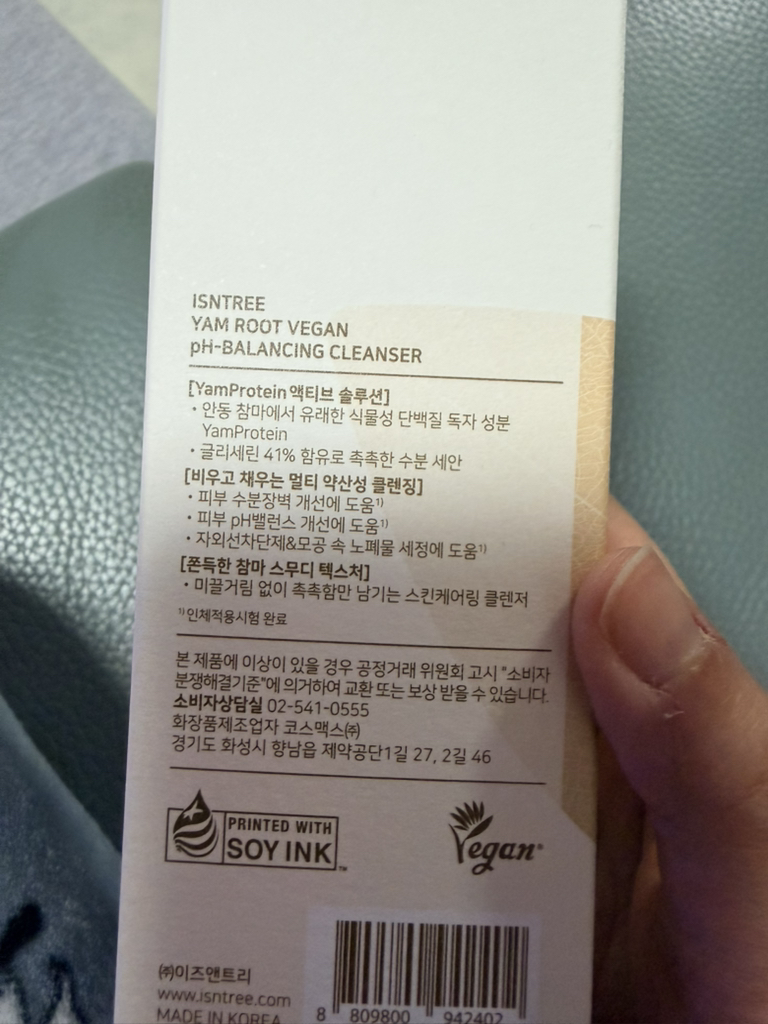 ISNTREE
YAM ROOT VEGAN
pH-BALANCING CLEANSER
[YamProtein 액티브 솔루션]
· 안동 참마에서 유래한 식물성 단백질 독자 성분
YamProtein
· 글리세린 41% 함유로 촉촉한 수분 세안
[비우고 채우는 멀티 약산성 클렌징]
· 피부 수분장벽 개선에 도움¹⁾
· 피부 pH밸런스 개선에 도움¹⁾
· 자외선차단제&모공 속 노폐물 세정에 도움¹⁾
[쫀득한 참마 스무디 텍스처]
· 미끌거림 없이 촉촉함만 남기는 스킨케어링 클렌저
¹⁾인체적용시험 완료
본 제품에 이상이 있을 경우 공정거래 위원회 고시 "소비자
분쟁해결기준"에 의거하여 교환 또는 보상 받을 수 있습니다.
소비자상담실 02-541-0555
화장품제조업자 코스맥스㈜
경기도 화성시 향남읍 제약공단1길 27, 2길 46
PRINTED WITH
SOY INK™
Vegan®
㈜이즈앤트리
www.isntree.com
MADE IN KOREA
8 809800 942402